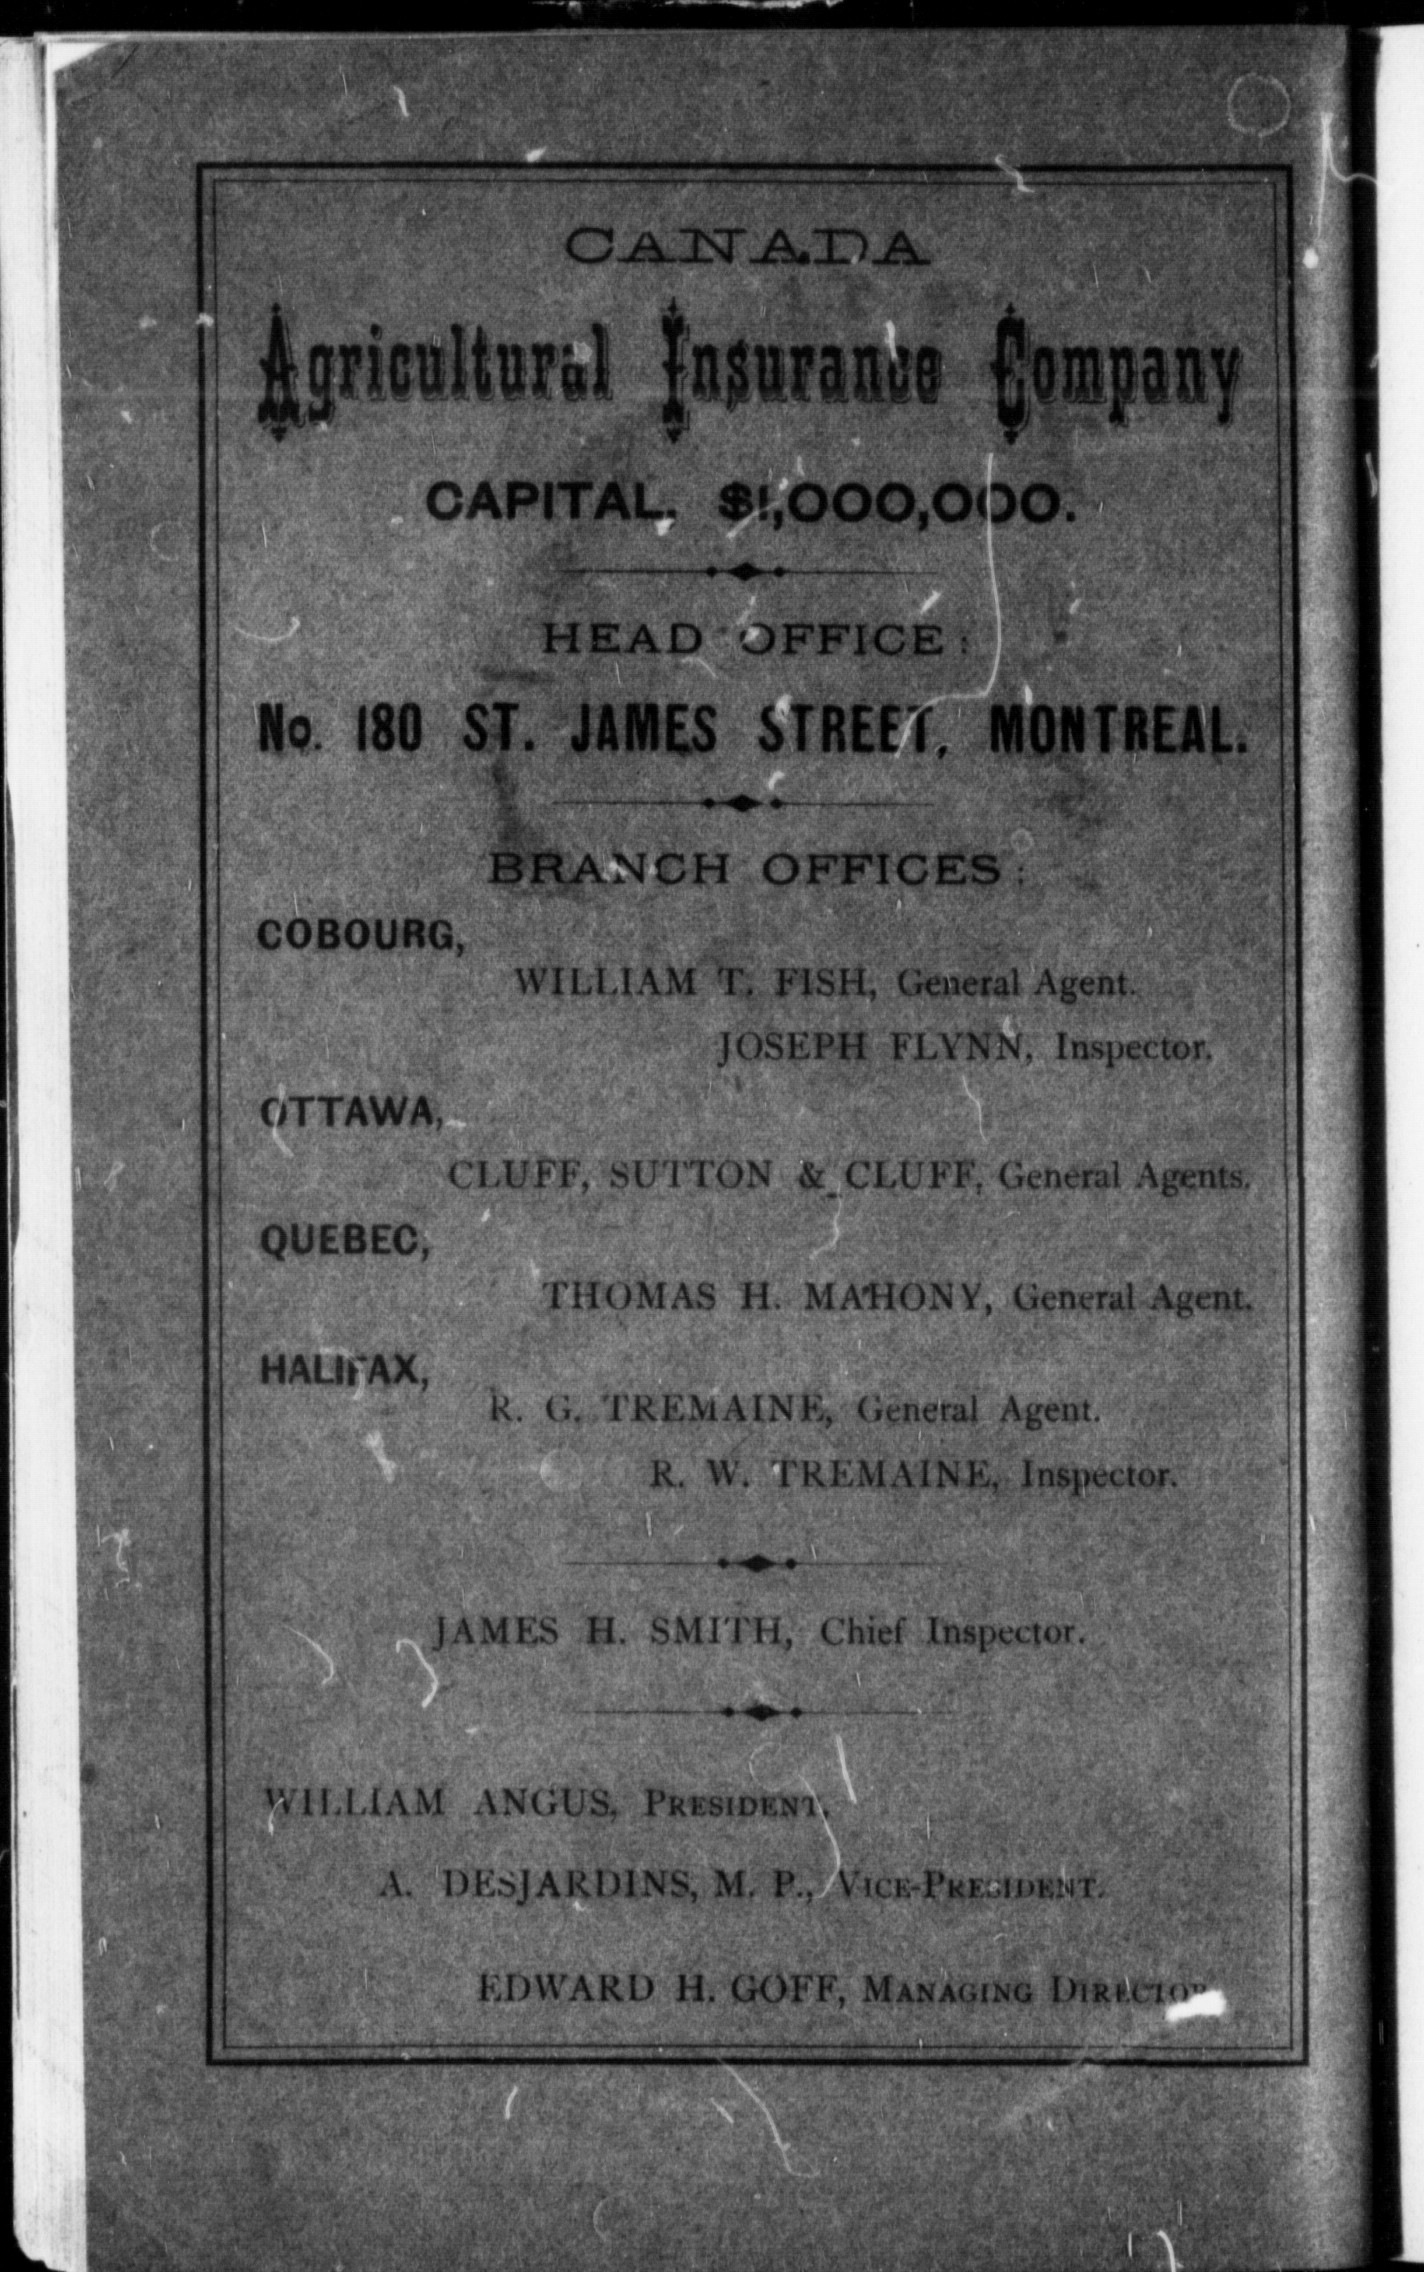 CANADA
Agricultural Insurance Company
CAPITAL, $1,000,000.
HEAD OFFICE:
No. 180 ST. JAMES STREET, MONTREAL.
BRANCH OFFICES:
COBOURG,
WILLIAM T. FISH, General Agent.
JOSEPH FLYNN, Inspector.
OTTAWA,
CLUFF, SUTTON & CLUFF, General Agents.
QUEBEC,
THOMAS H. MAHONY, General Agent.
HALIFAX,
R. G. TREMAINE, General Agent.
R. W. TREMAINE, Inspector.
JAMES H. SMITH, Chief Inspector.
WILLIAM ANGUS, PRESIDENT.
A. DESJARDINS, M. P., VICE-PRESIDENT.
EDWARD H. GOFF, MANAGING DIRECTOR